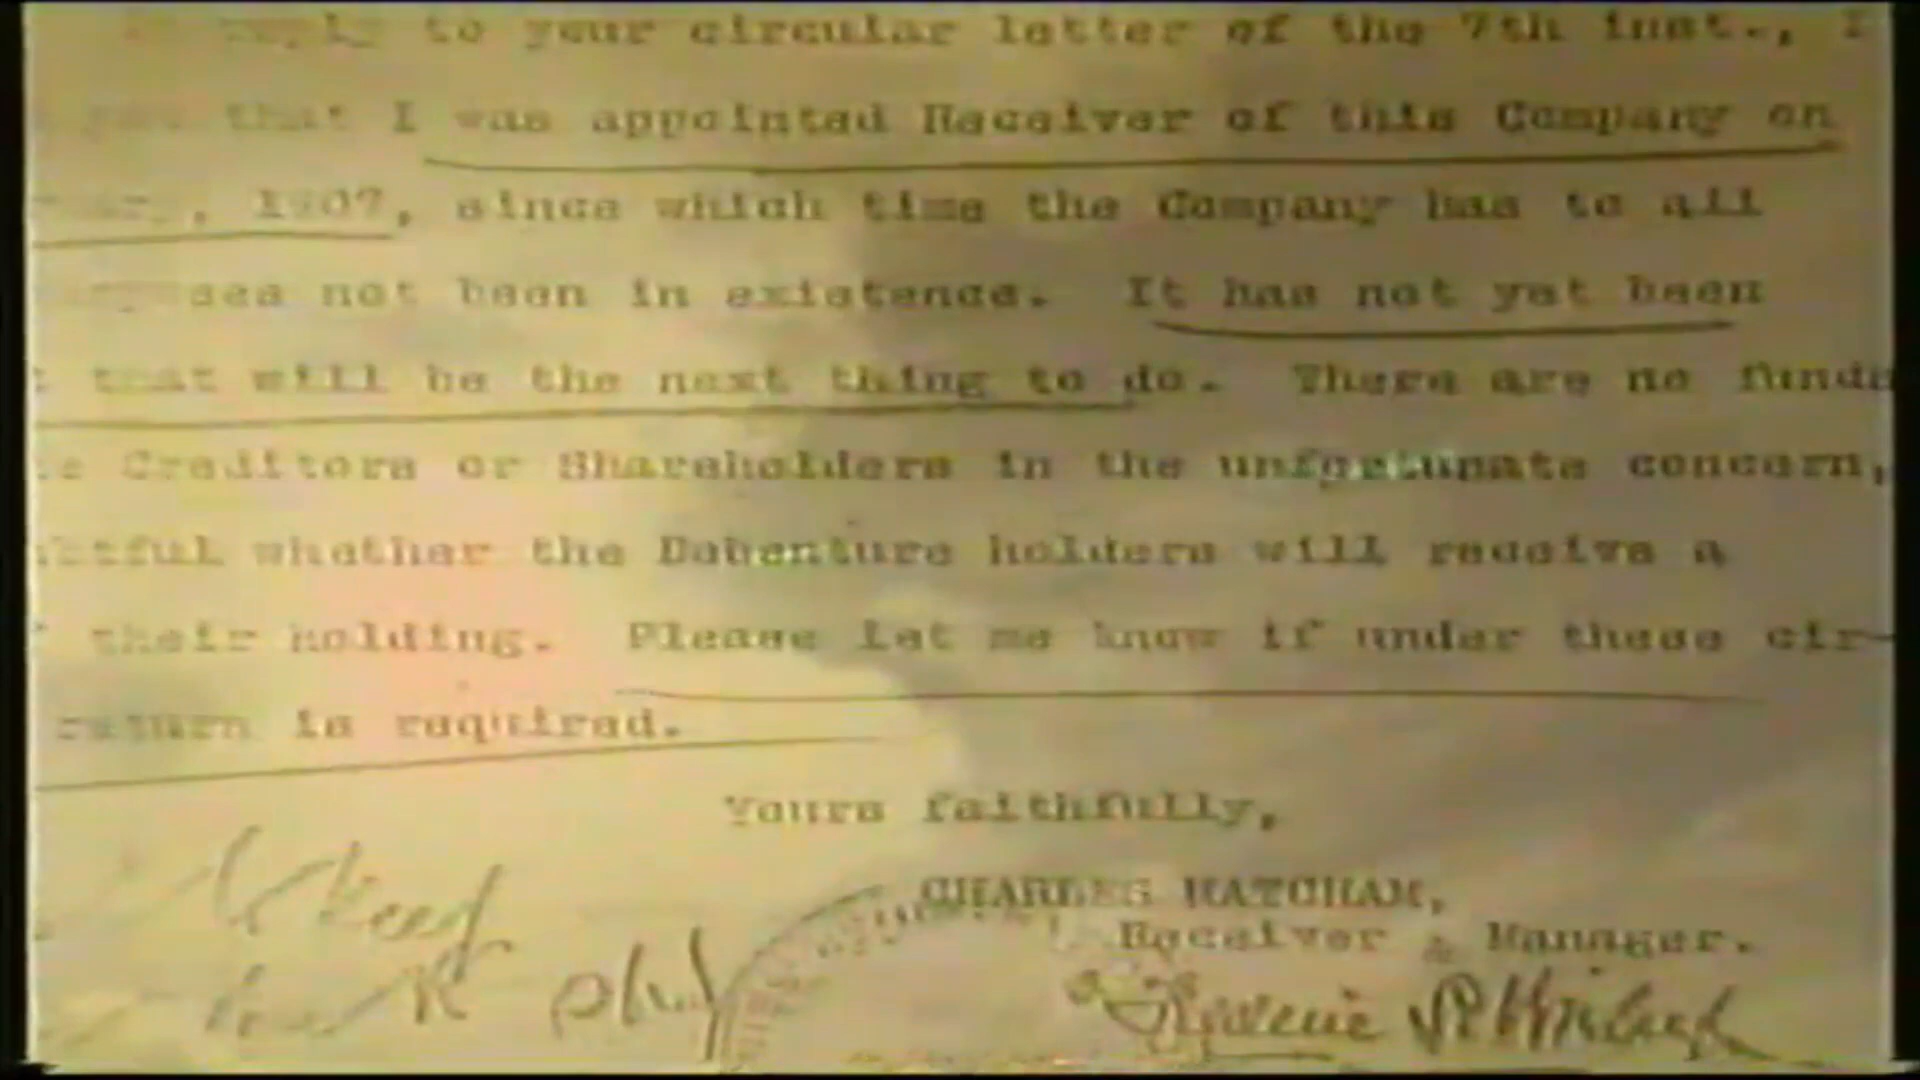 reply to your circular letter of the 7th inst., I
you that I was appointed Receiver of this Company on
1907, since which time the Company has to all
not been in existence. It has not yet been
that will be the next thing to do. There are no funds
Creditors or Shareholders in the unfortunate concern,
whether the Debenture holders will receive a
their holding. Please let me know if under these cir-
return is required.
Yours faithfully,
CHARLES HATCHAM,
Receiver & Manager.